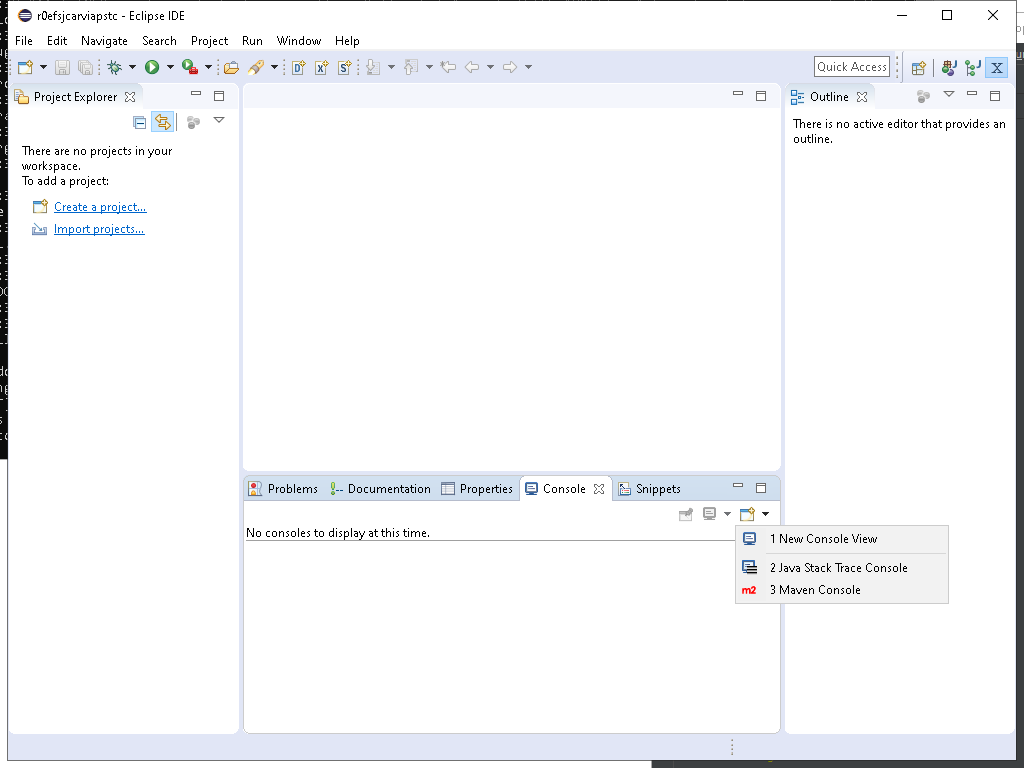 r0efsjcarviapstc - Eclipse IDE
File Edit Navigate Search Project Run Window Help
Quick Access
Project Explorer
Outline
There are no projects in your
workspace.
To add a project:
Create a project...
Import projects...
There is no active editor that provides an
outline.
Problems Documentation Properties Console Snippets
No consoles to display at this time.
1 New Console View
2 Java Stack Trace Console
m2 3 Maven Console